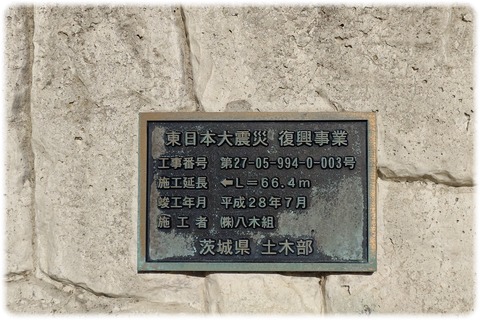 東日本大震災 復興事業
工事番号 第27-05-994-0-003号
施工延長 ←L=66.4m
竣工年月 平成28年7月
施工者 ㈱八木組
茨城県 土木部